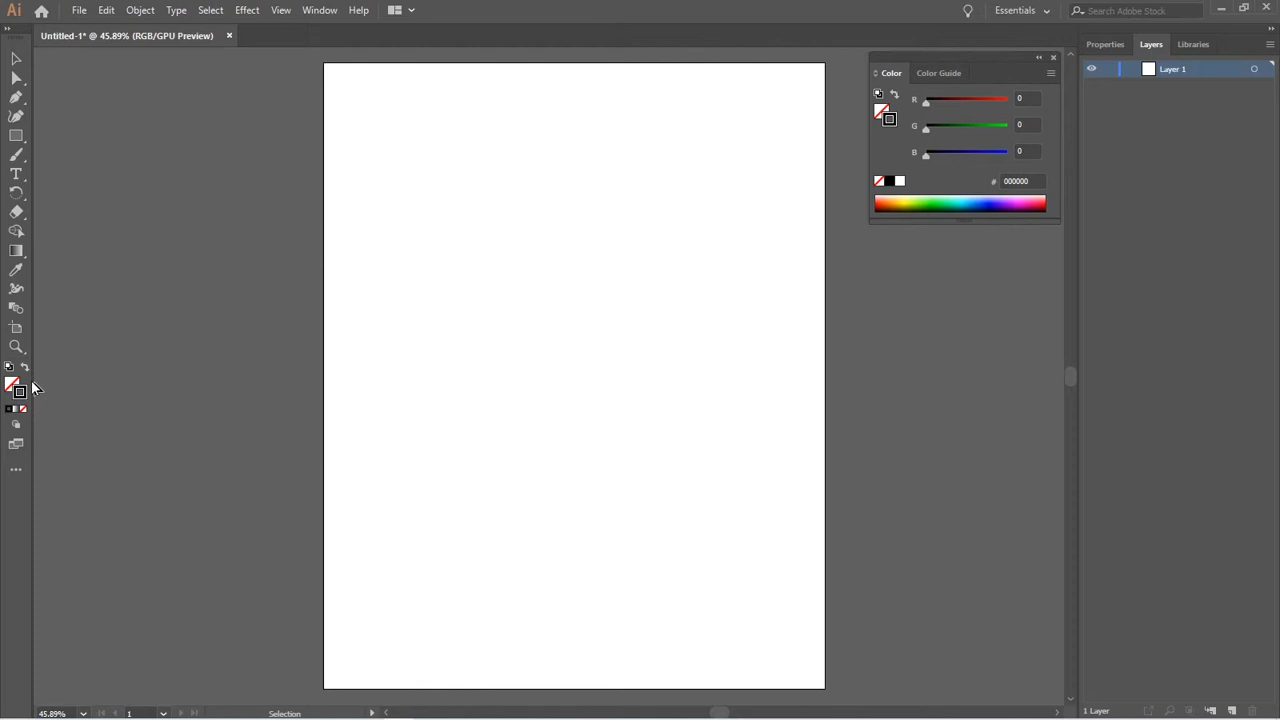 Ai File Edit Object Type Select Effect View Window Help Essentials Search Adobe Stock
Untitled-1* @ 45.89% (RGB/GPU Preview)
Properties Layers Libraries
Layer 1
Color Color Guide
R 0
G 0
B 0
# 000000
T
45.89% 1 Selection
1 Layer